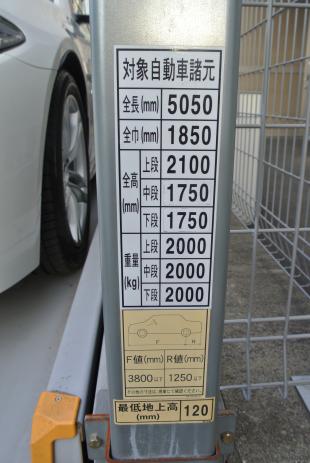 対象自動車諸元
全長(mm) 5050
全巾(mm) 1850
全高(mm) 上段 2100
中段 1750
下段 1750
重量(kg) 上段 2000
中段 2000
下段 2000
F R
F値(mm) R値(mm)
3800以下 1250以下
最低地上高(mm) 120